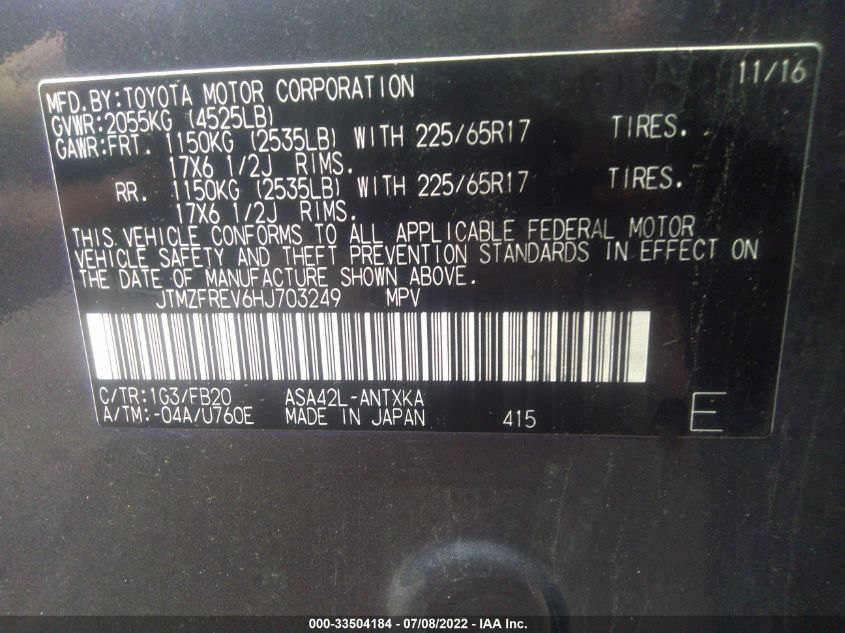 11/16
MFD.BY:TOYOTA MOTOR CORPORATION
GVWR:2055KG (4525LB)
GAWR:FRT. 1150KG (2535LB) WITH 225/65R17 TIRES.
17X6 1/2J RIMS.
RR. 1150KG (2535LB) WITH 225/65R17 TIRES.
17X6 1/2J RIMS.
THIS VEHICLE CONFORMS TO ALL APPLICABLE FEDERAL MOTOR
VEHICLE SAFETY AND THEFT PREVENTION STANDARDS IN EFFECT ON
THE DATE OF MANUFACTURE SHOWN ABOVE.
JTMZFREV6HJ703249 MPV
C/TR:1G3/FB20 ASA42L-ANTXKA
A/TM:-04A/U760E MADE IN JAPAN 415 E
000-33504184 - 07/08/2022 - IAA Inc.